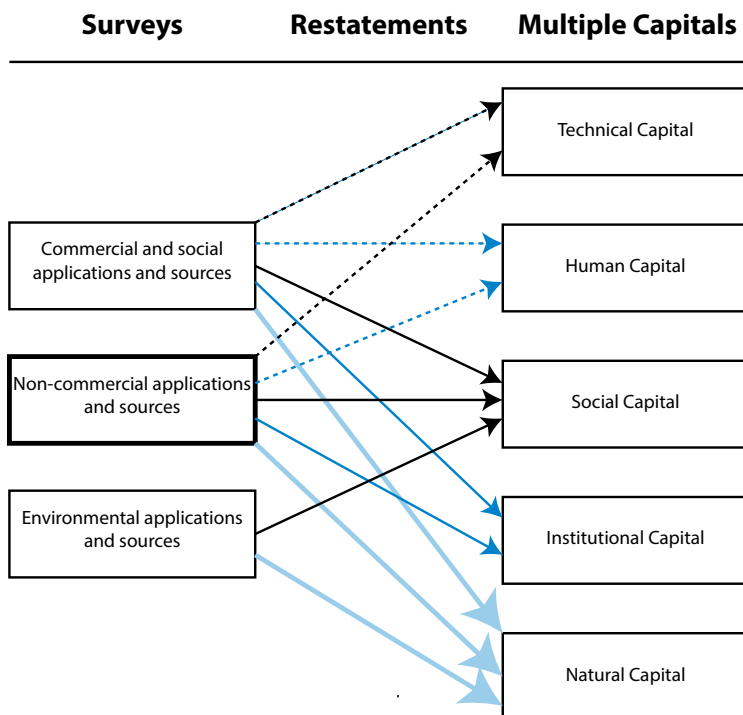 Surveys Restatements Multiple Capitals
Technical Capital
Commercial and social
applications and sources
Human Capital
Non-commercial applications
and sources
Social Capital
Environmental applications
and sources
Institutional Capital
Natural Capital